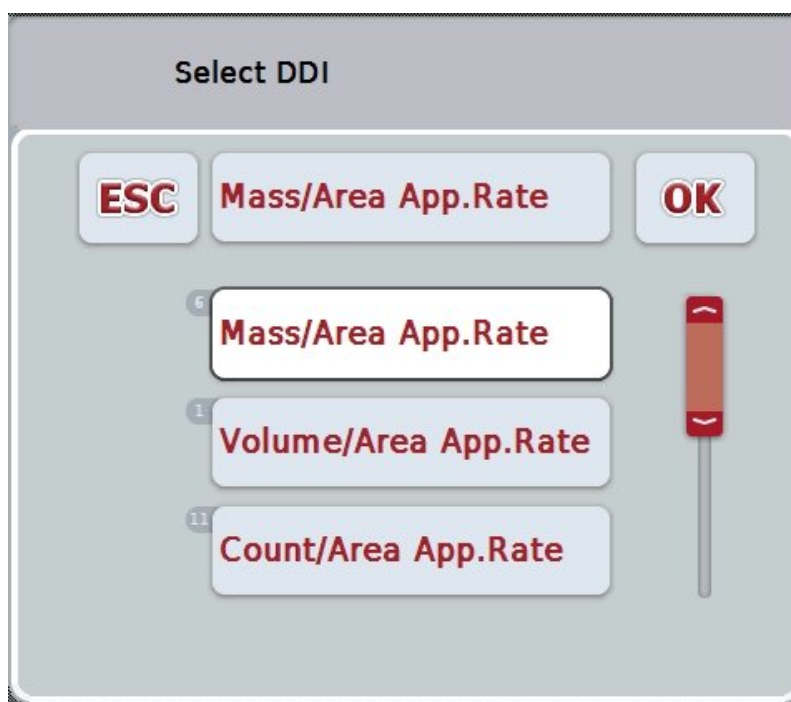 Select DDI
ESC Mass/Area App.Rate OK
6
Mass/Area App.Rate
1
Volume/Area App.Rate
11
Count/Area App.Rate